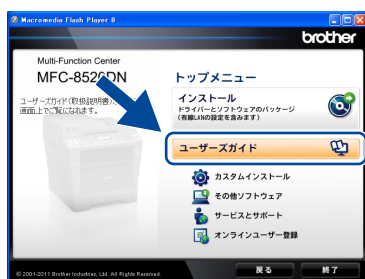 Macromedia Flash Player 8
brother
Multi-Function Center
MFC-8520DN
ユーザーズガイド(取扱説明書)
画面上でご覧になれます。
トップメニュー
インストール
ドライバーとソフトウェアのパッケージ
(有線LANの設定を含みます)
ユーザーズガイド
カスタムインストール
その他ソフトウェア
サービスとサポート
オンラインユーザー登録
© 2001-2011 Brother Industries, Ltd. All Rights Reserved.
戻る
終了